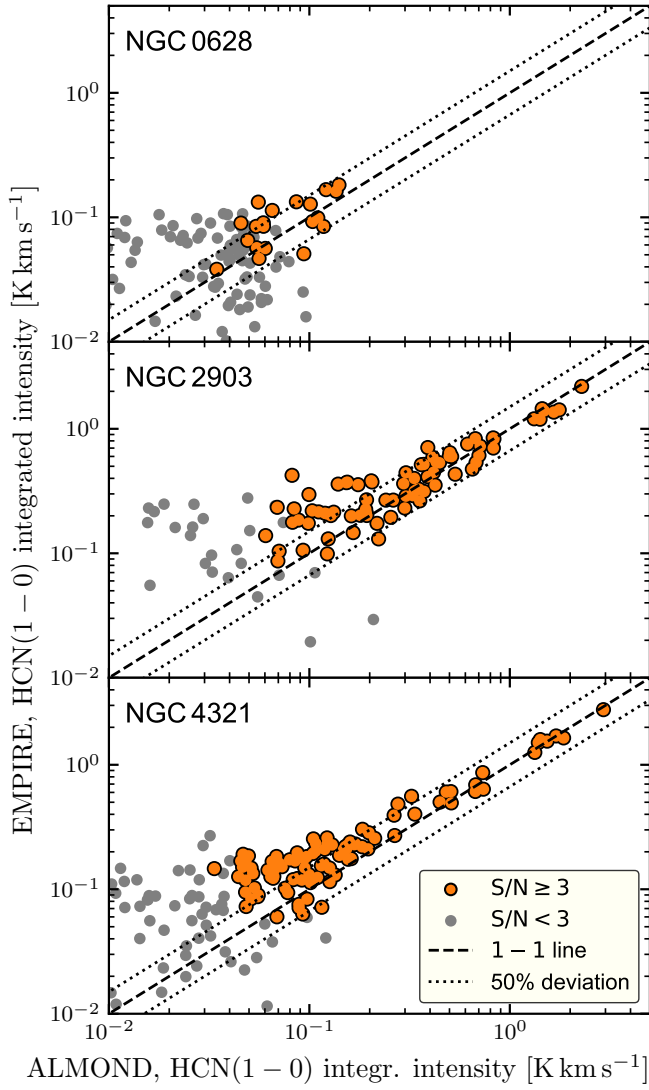 NGC 0628
10⁰
10⁻¹
10⁻²
NGC 2903
10⁰
10⁻¹
10⁻²
NGC 4321
10⁰
10⁻¹
10⁻²
S/N ≥ 3
S/N < 3
1 − 1 line
50% deviation
10⁻² 10⁻¹ 10⁰
EMPIRE, HCN(1 − 0) integrated intensity [K km s⁻¹]
ALMOND, HCN(1 − 0) integr. intensity [K km s⁻¹]